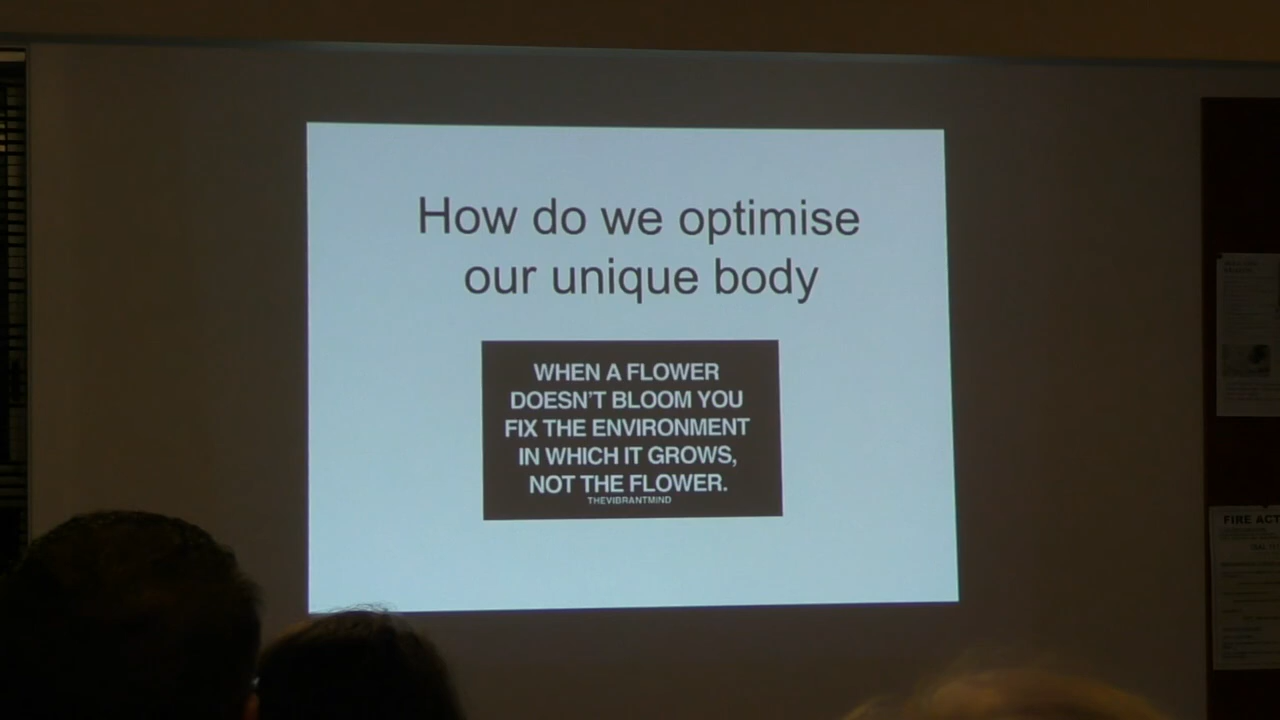 How do we optimise
our unique body
WHEN A FLOWER
DOESN'T BLOOM YOU
FIX THE ENVIRONMENT
IN WHICH IT GROWS,
NOT THE FLOWER.
THEVIBRANTMIND
FIRE ACT